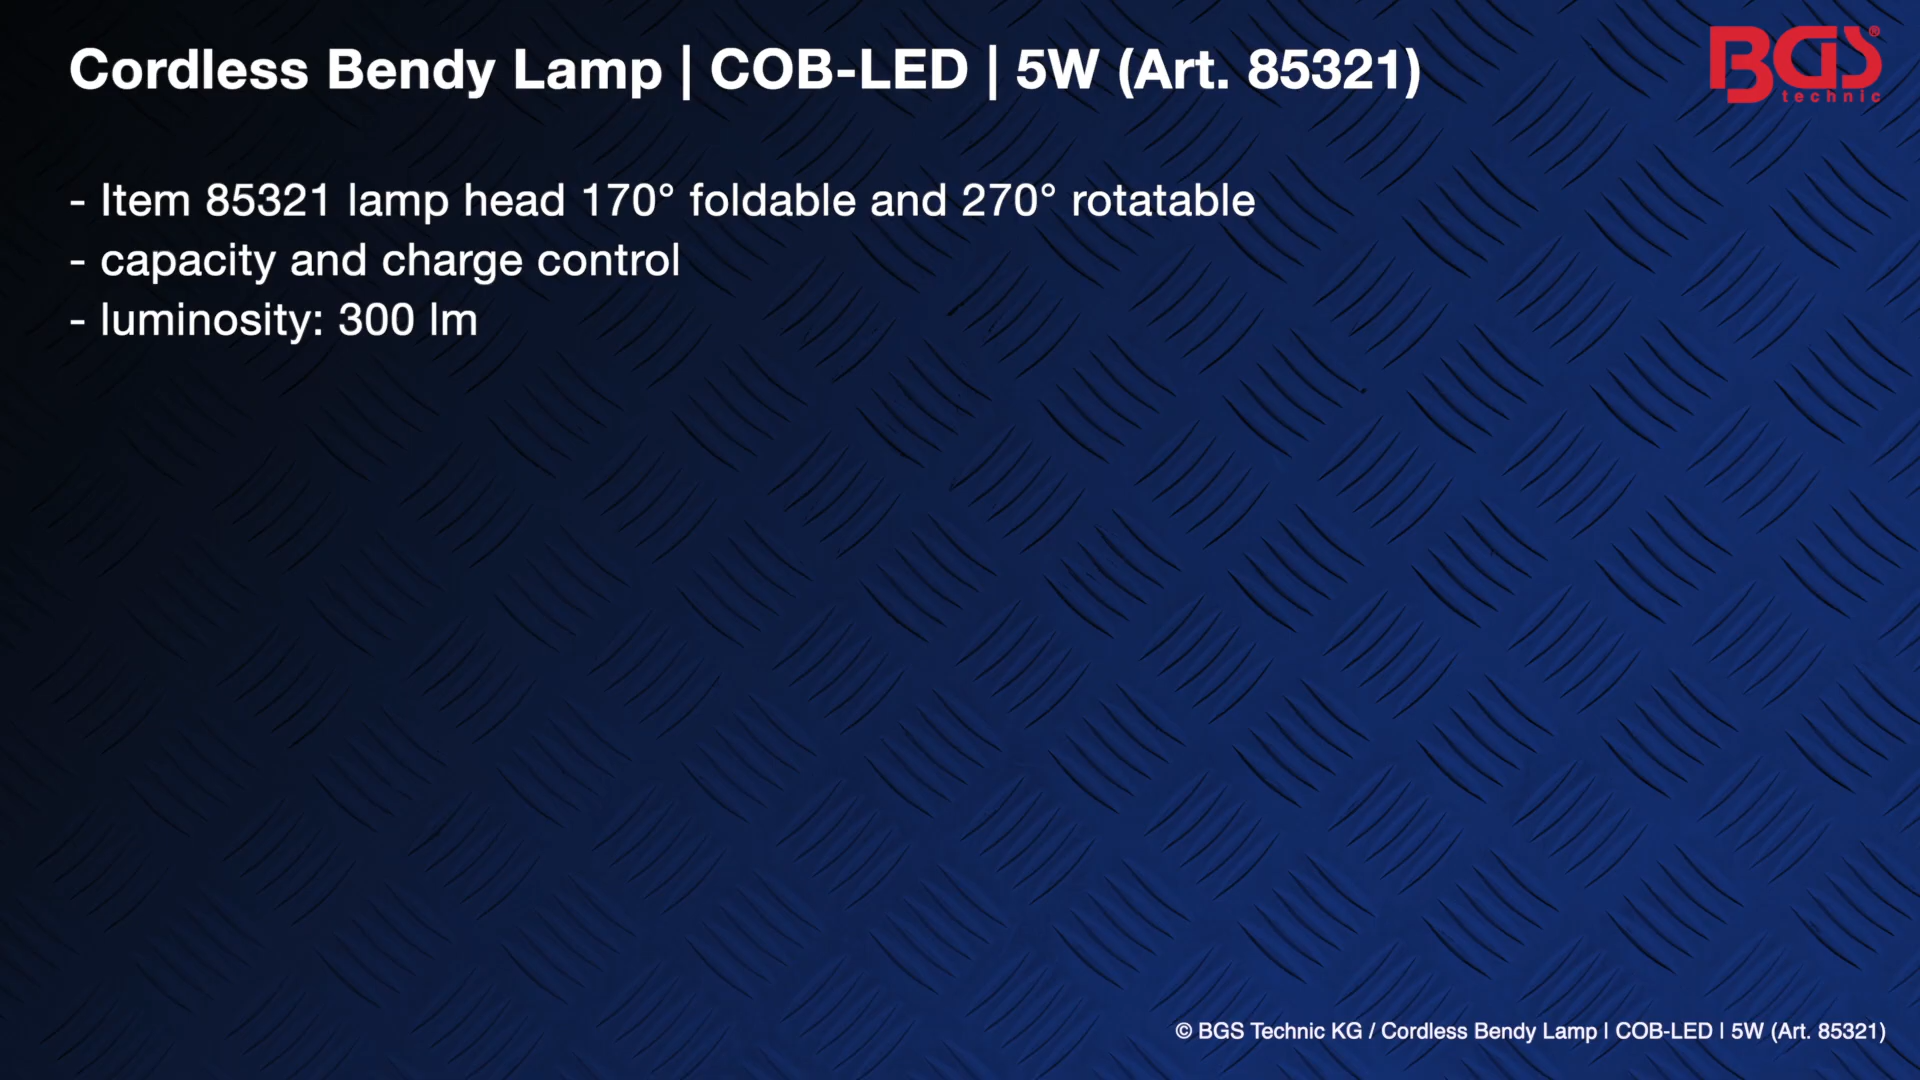 Cordless Bendy Lamp | COB-LED | 5W (Art. 85321)
BGS®
technic
- Item 85321 lamp head 170° foldable and 270° rotatable
- capacity and charge control
- luminosity: 300 lm
© BGS Technic KG / Cordless Bendy Lamp | COB-LED | 5W (Art. 85321)